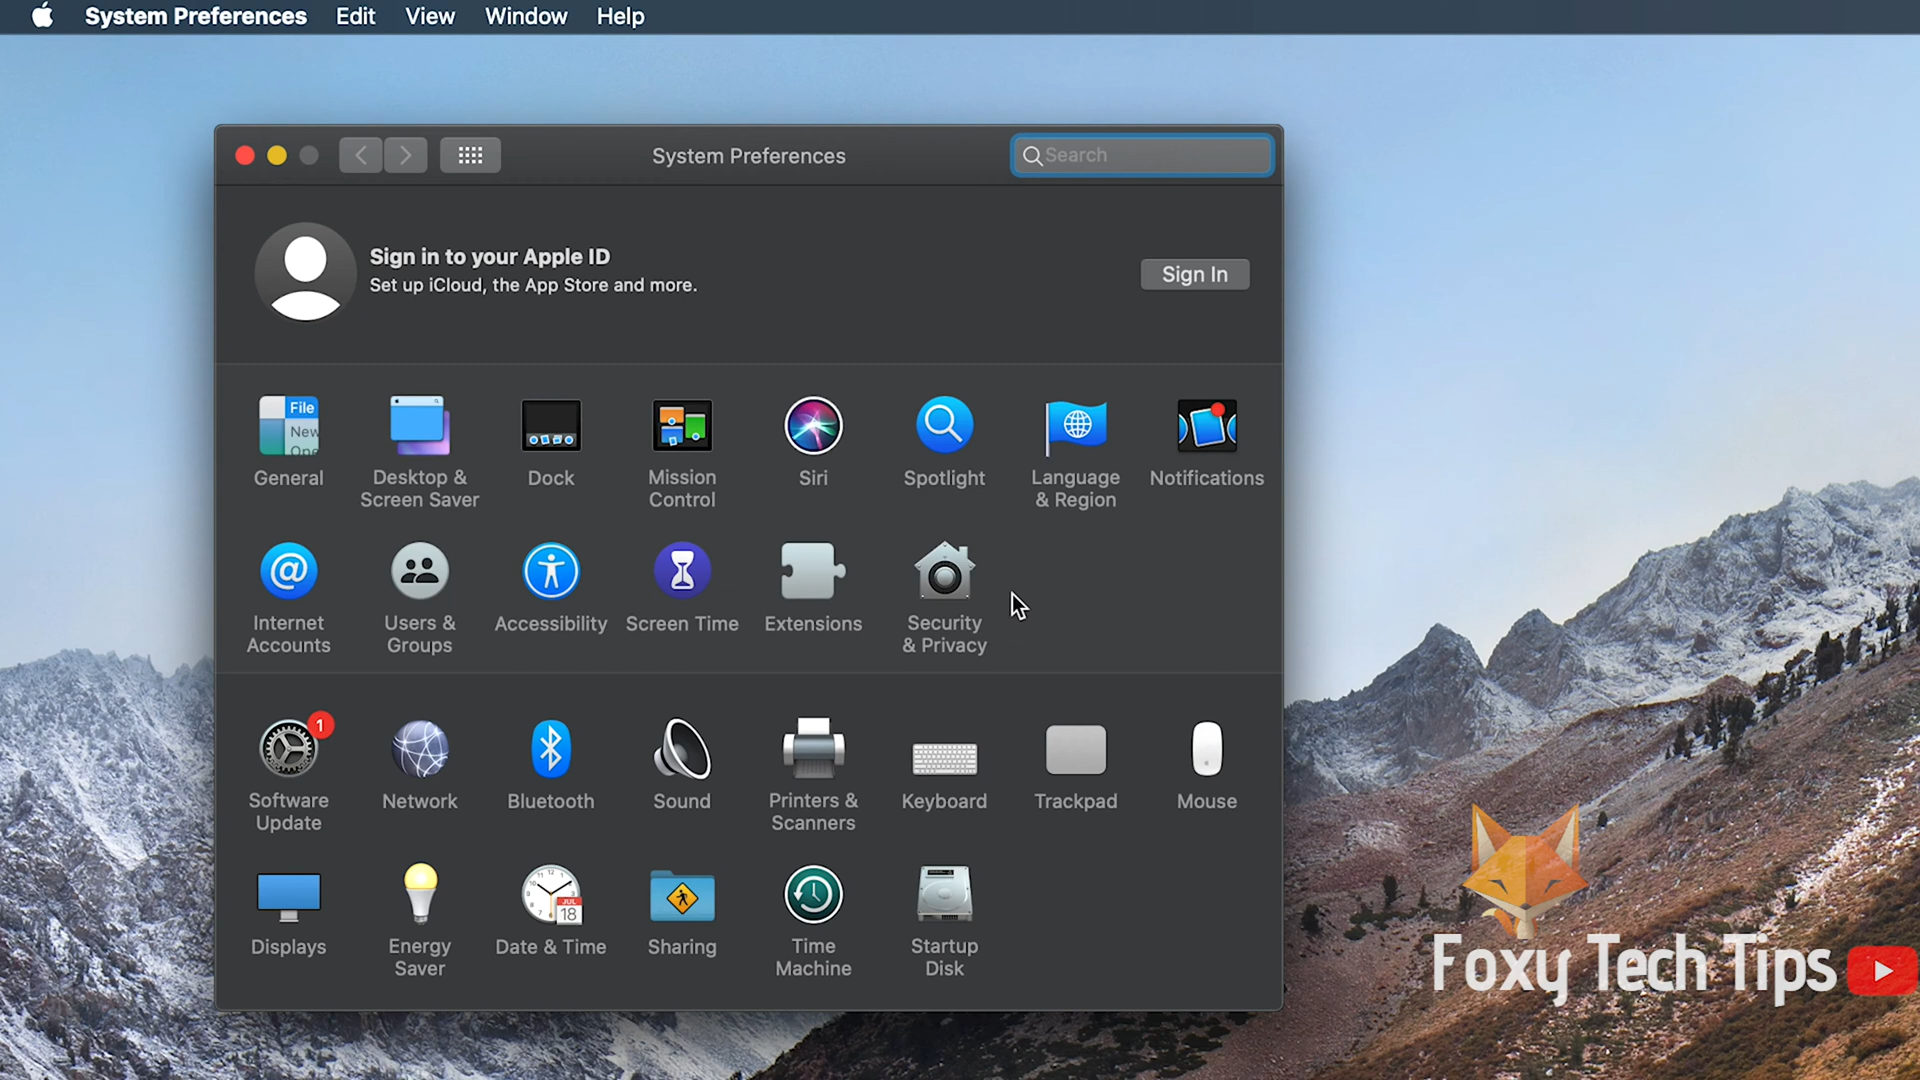 System Preferences Edit View Window Help
System Preferences
Search
Sign in to your Apple ID
Set up iCloud, the App Store and more.
Sign In
File
New
Ope
General
Desktop &
Screen Saver
Dock
Mission
Control
Siri
Spotlight
Language
& Region
Notifications
@
Internet
Accounts
Users &
Groups
Accessibility
Screen Time
Extensions
Security
& Privacy
1
Software
Update
Network
Bluetooth
Sound
Printers &
Scanners
Keyboard
Trackpad
Mouse
Displays
Energy
Saver
JUL
18
Date & Time
Sharing
Time
Machine
Startup
Disk
Foxy Tech Tips